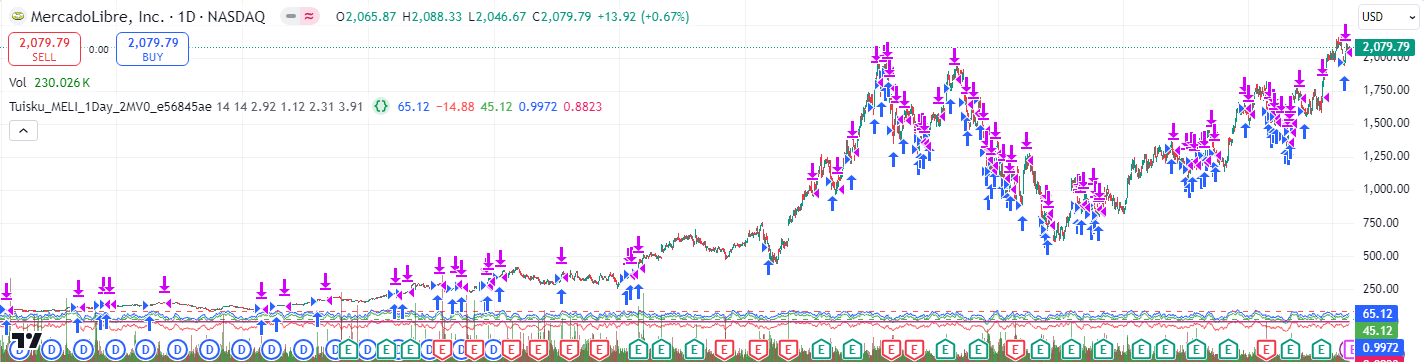 MercadoLibre, Inc. · 1D · NASDAQ O2,065.87 H2,088.33 L2,046.67 C2,079.79 +13.92 (+0.67%) USD
2,079.79 SELL 0.00 2,079.79 BUY
Vol 230.026 K
Tuisku_MELI_1Day_2MV0_e56845ae 14 14 2.92 1.12 2.31 3.91 {} 65.12 −14.88 45.12 0.9972 0.8823
2,079.79
2,000.00
1,750.00
1,500.00
1,250.00
1,000.00
750.00
500.00
250.00
65.12
45.12
0.9972
D D D D D D D D D D E E E E E E E E E E E E E E E E E E E E E E E E E E E E